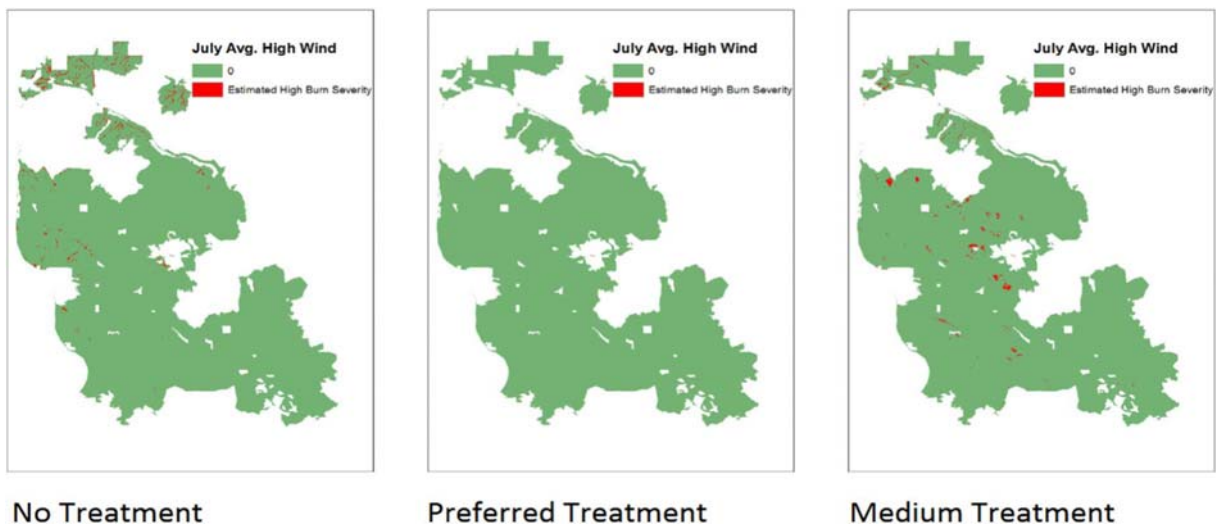 July Avg. High Wind
0
Estimated High Burn Severity
July Avg. High Wind
0
Estimated High Burn Severity
July Avg. High Wind
0
Estimated High Burn Severity
No Treatment
Preferred Treatment
Medium Treatment